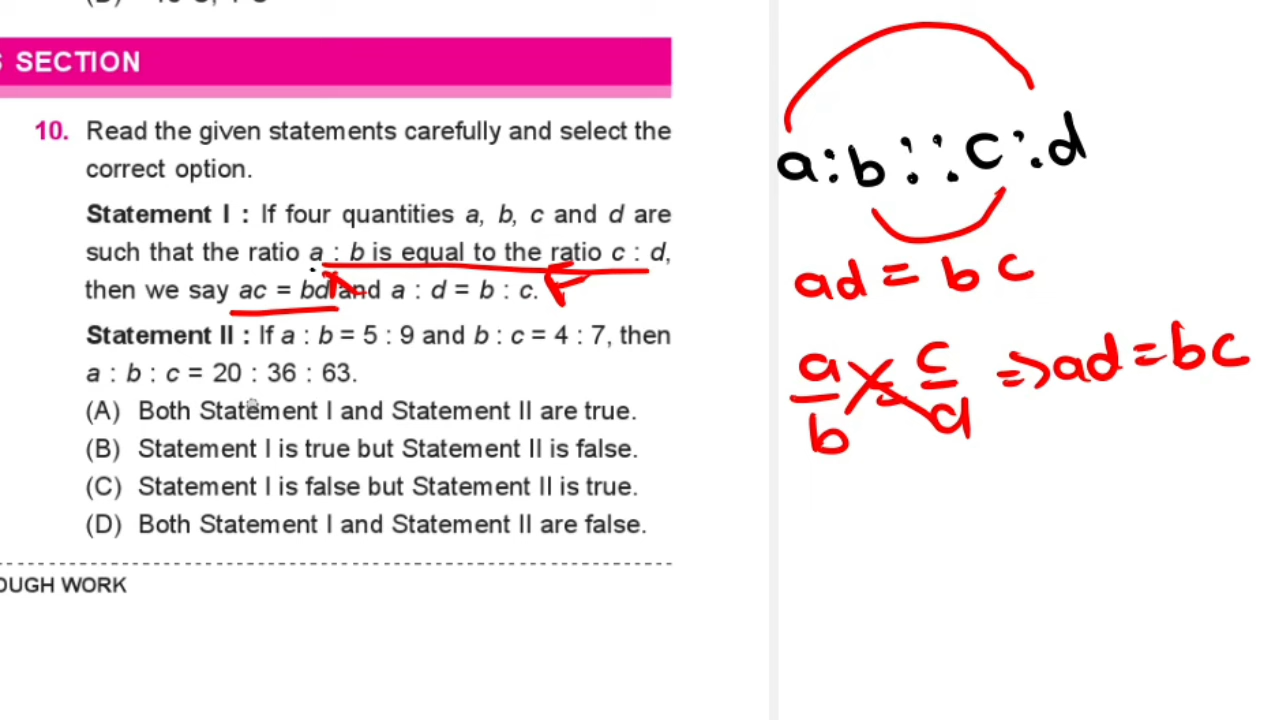 S SECTION
10. Read the given statements carefully and select the
correct option.
Statement I : If four quantities a, b, c and d are
such that the ratio a : b is equal to the ratio c : d,
then we say ac = bd and a : d = b : c.
Statement II : If a : b = 5 : 9 and b : c = 4 : 7, then
a : b : c = 20 : 36 : 63.
(A) Both Statement I and Statement II are true.
(B) Statement I is true but Statement II is false.
(C) Statement I is false but Statement II is true.
(D) Both Statement I and Statement II are false.
OUGH WORK
a : b : : c : d
ad = bc
a/b = c/d ⇒ ad = bc